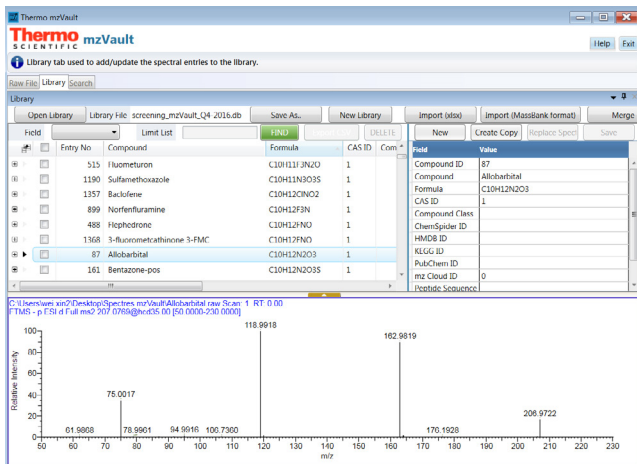 Thermo mzVault
Thermo
SCIENTIFIC mzVault
Help Exit
Library tab used to add/update the spectral entries to the library.
Raw File Library Search
Library
Open Library Library File screening_mzVault_Q4-2016.db Save As.. New Library Import (xlsx) Import (MassBank format) Merge
Field Limit List FIND DELETE New Create Copy Replace Spect Save
Entry No Compound Formula CAS ID Com
515 Fluometuron C10H11F3N2O 1
1190 Sulfamethoxazole C10H11N3O3S 1
1357 Baclofene C10H12ClNO2 1
899 Norfenfluramine C10H12F3N 1
488 Flephedrone C10H12FNO 1
1368 3-fluorometcathinone 3-FMC C10H12FNO 1
87 Allobarbital C10H12N2O3 1
161 Bentazone-pos C10H12N2O3S 1
Field Value
Compound ID 87
Compound Allobarbital
Formula C10H12N2O3
CAS ID 1
Compound Class
ChemSpider ID
HMDB ID
KEGG ID
PubChem ID
mz Cloud ID 0
Peptide Sequence
C:\Users\wei xin2\Desktop\Spectres mzVault\Allobarbital raw Scan: 1 RT: 0.00
FTMS - p ESI d Full ms2 207.0769@hcd35.00 [50.0000-230.0000]
Relative Intensity
100
80
60
40
20
0
118.9918
162.9819
75.0017
206.9722
61.9808 78.9961 94.9916 106.7360 176.1928
50 60 70 80 90 100 110 120 130 140 150 160 170 180 190 200 210 220 230
m/z